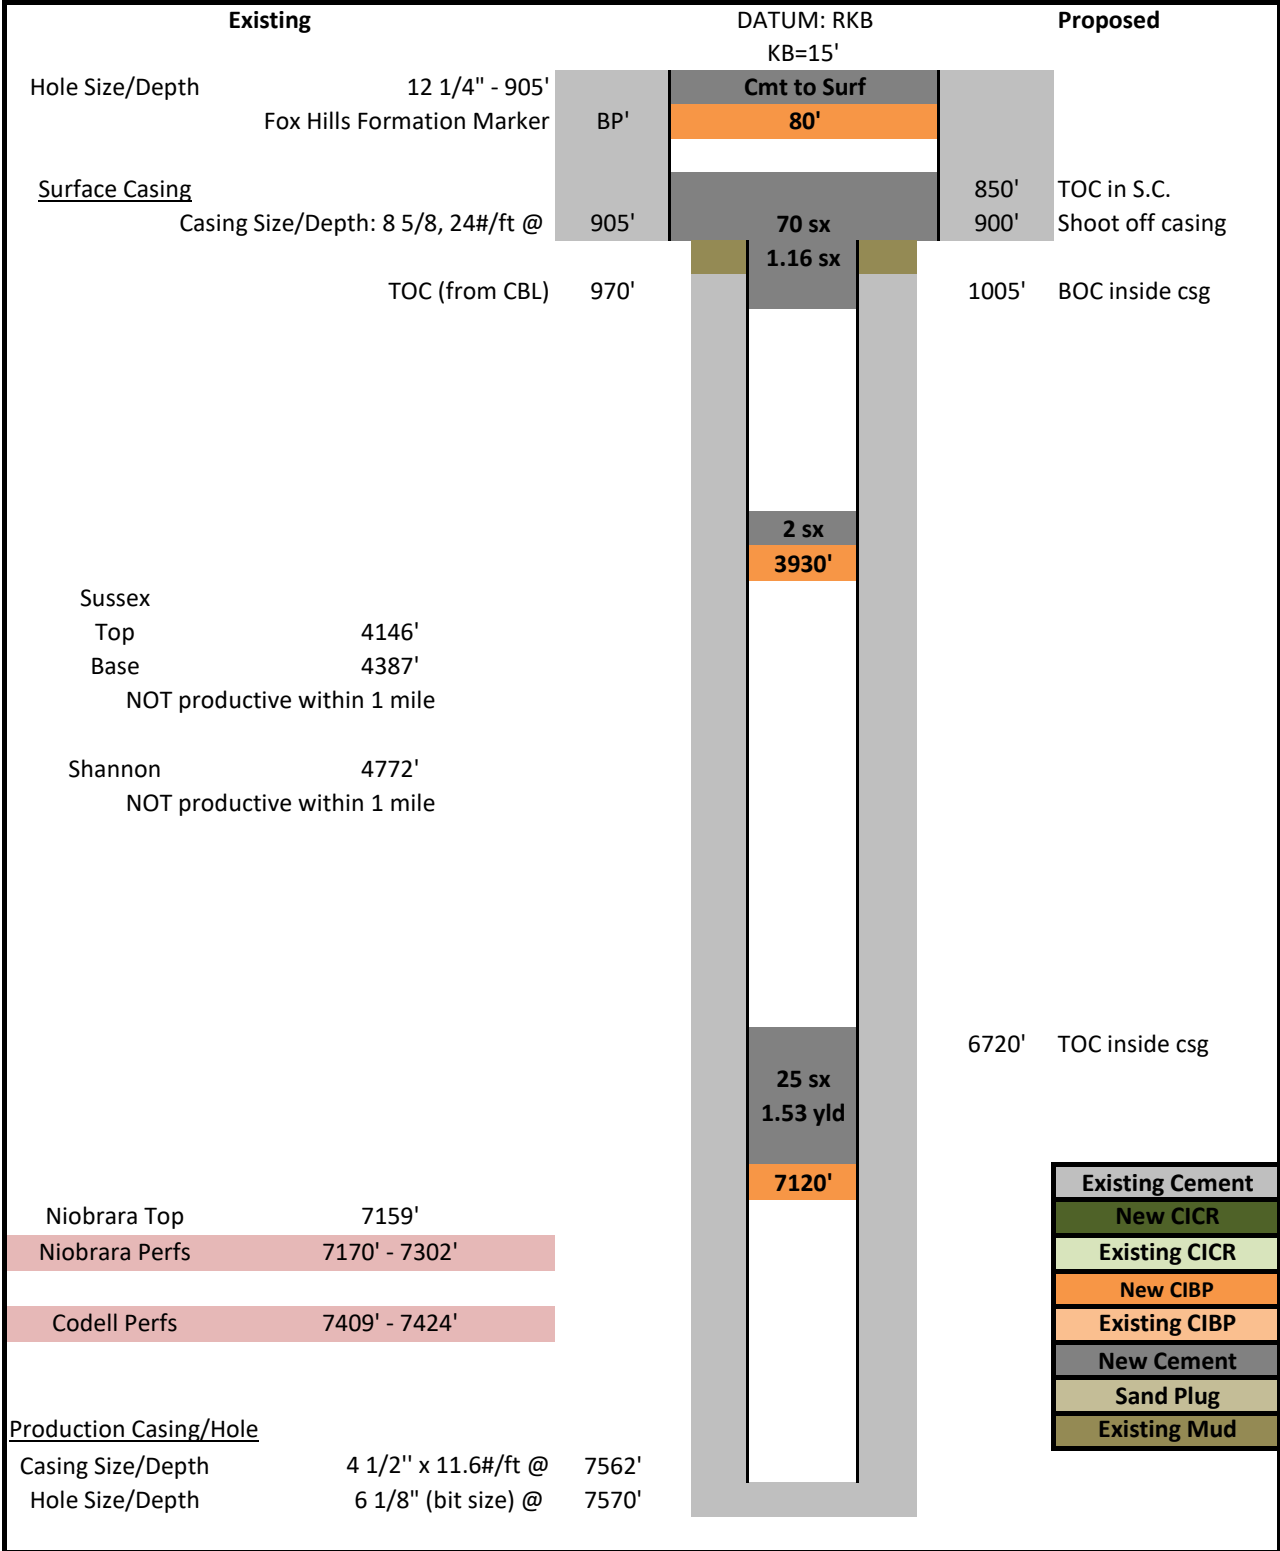 Existing DATUM: RKB Proposed
KB=15'
Hole Size/Depth 12 1/4" - 905' Cmt to Surf
Fox Hills Formation Marker BP' 80'
Surface Casing 850' TOC in S.C.
Casing Size/Depth: 8 5/8, 24#/ft @ 905' 70 sx 900' Shoot off casing
1.16 sx
TOC (from CBL) 970' 1005' BOC inside csg
2 sx
3930'
Sussex
Top 4146'
Base 4387'
NOT productive within 1 mile
Shannon 4772'
NOT productive within 1 mile
6720' TOC inside csg
25 sx
1.53 yld
7120' Existing Cement
Niobrara Top 7159' New CICR
Niobrara Perfs 7170' - 7302' Existing CICR
New CIBP
Codell Perfs 7409' - 7424' Existing CIBP
New Cement
Sand Plug
Production Casing/Hole Existing Mud
Casing Size/Depth 4 1/2'' x 11.6#/ft @ 7562'
Hole Size/Depth 6 1/8" (bit size) @ 7570'